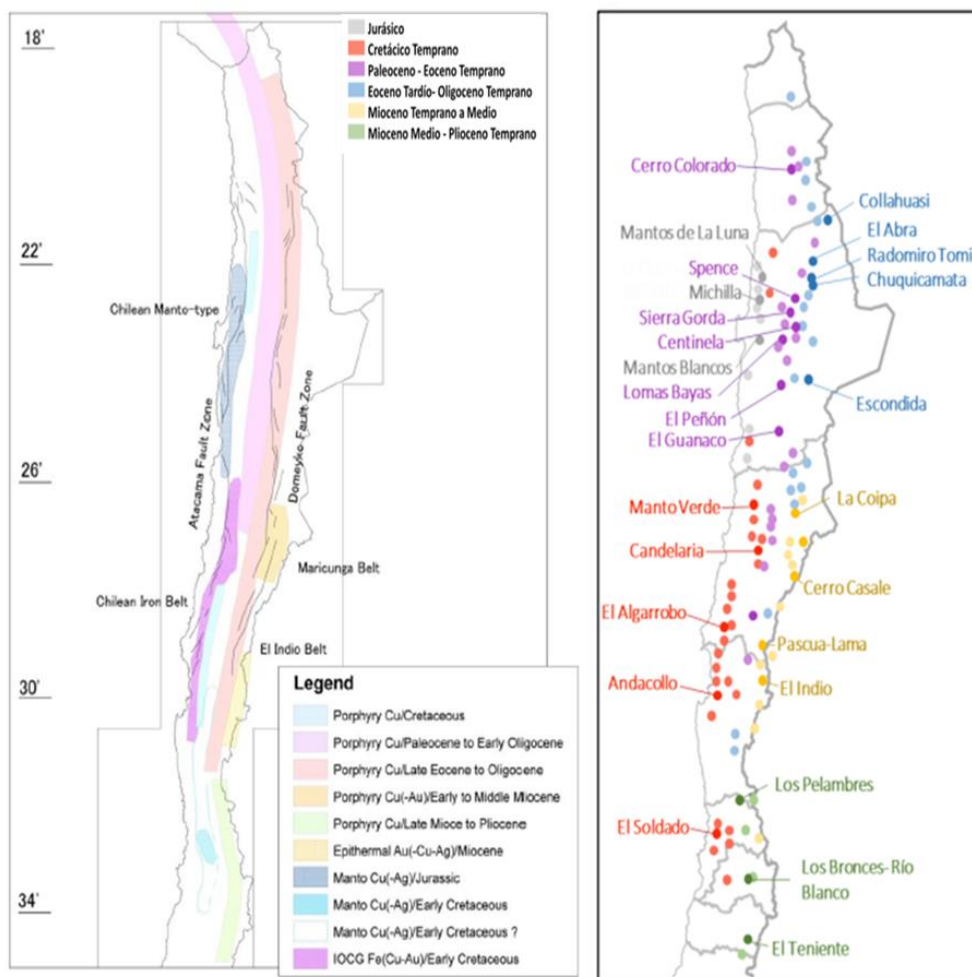 18'
22'
26'
30'
34'
Jurásico
Cretácico Temprano
Paleoceno - Eoceno Temprano
Eoceno Tardío- Oligoceno Temprano
Mioceno Temprano a Medio
Mioceno Medio - Plioceno Temprano
Chilean Manto-type
Atacama Fault Zone
Domeyko Fault Zone
Maricunga Belt
Chilean Iron Belt
El Indio Belt
Legend
Porphyry Cu/Cretaceous
Porphyry Cu/Paleocene to Early Oligocene
Porphyry Cu/Late Eocene to Oligocene
Porphyry Cu(-Au)/Early to Middle Miocene
Porphyry Cu/Late Mioce to Pliocene
Epithermal Au(-Cu-Ag)/Miocene
Manto Cu(-Ag)/Jurassic
Manto Cu(-Ag)/Early Cretaceous
Manto Cu(-Ag)/Early Cretaceous ?
IOCG Fe(Cu-Au)/Early Cretaceous
Cerro Colorado
Collahuasi
Mantos de La Luna
El Abra
Radomiro Tomi
Spence
Chuquicamata
Michilla
Sierra Gorda
Centinela
Mantos Blancos
Lomas Bayas
El Peñón
Escondida
El Guanaco
La Coipa
Manto Verde
Candelaria
Cerro Casale
El Algarrobo
Pascua-Lama
Andacollo
El Indio
Los Pelambres
El Soldado
Los Bronces- Río
Blanco
El Teniente